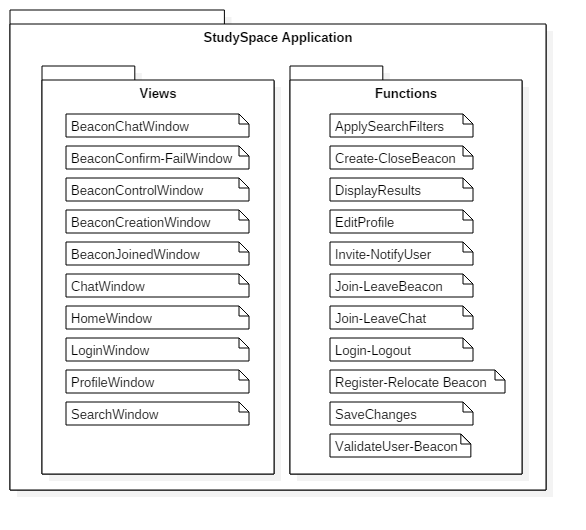 StudySpace Application
Views
BeaconChatWindow
BeaconConfirm-FailWindow
BeaconControlWindow
BeaconCreationWindow
BeaconJoinedWindow
ChatWindow
HomeWindow
LoginWindow
ProfileWindow
SearchWindow
Functions
ApplySearchFilters
Create-CloseBeacon
DisplayResults
EditProfile
Invite-NotifyUser
Join-LeaveBeacon
Join-LeaveChat
Login-Logout
Register-Relocate Beacon
SaveChanges
ValidateUser-Beacon